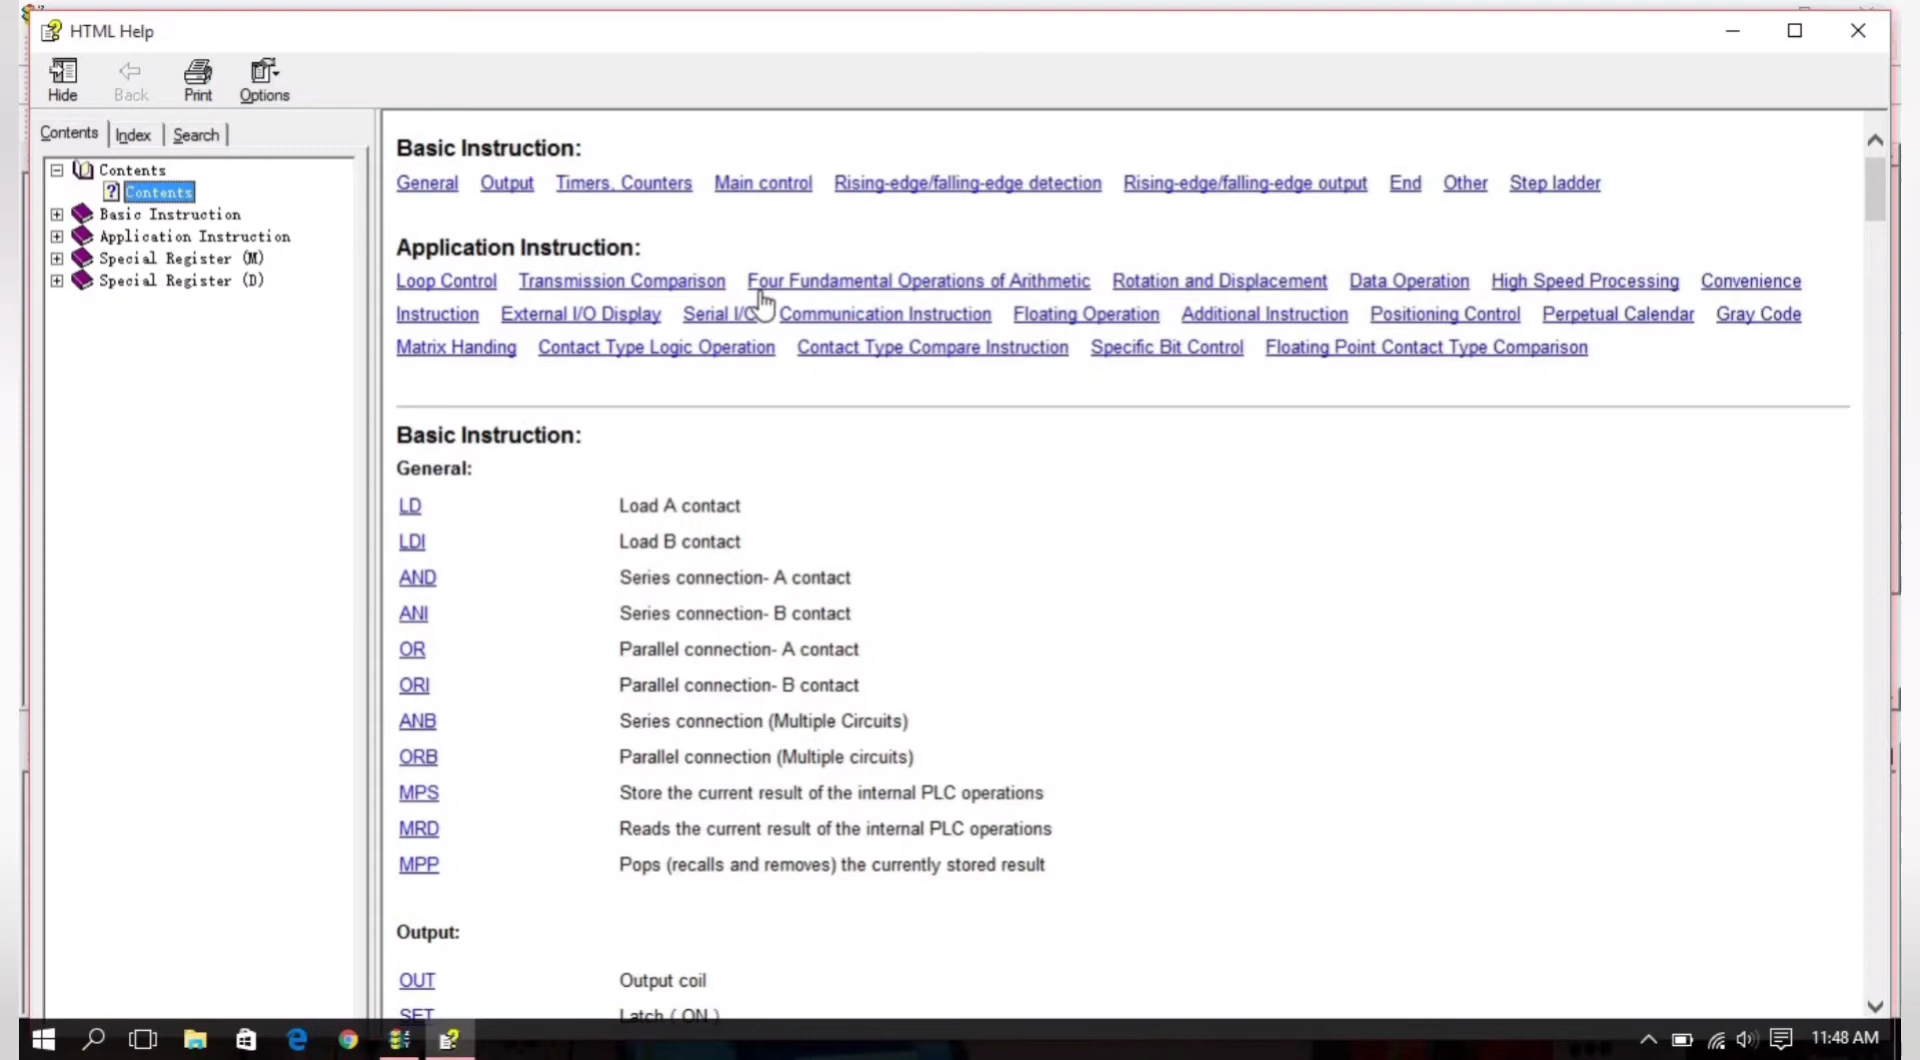 HTML Help
Hide Back Print Options
Contents Index Search
Contents
Contents
Basic Instruction
Application Instruction
Special Register (M)
Special Register (D)
Basic Instruction:
General Output Timers, Counters Main control Rising-edge/falling-edge detection Rising-edge/falling-edge output End Other Step ladder
Application Instruction:
Loop Control Transmission Comparison Four Fundamental Operations of Arithmetic Rotation and Displacement Data Operation High Speed Processing Convenience
Instruction External I/O Display Serial I/O Communication Instruction Floating Operation Additional Instruction Positioning Control Perpetual Calendar Gray Code
Matrix Handing Contact Type Logic Operation Contact Type Compare Instruction Specific Bit Control Floating Point Contact Type Comparison
Basic Instruction:
General:
LD Load A contact
LDI Load B contact
AND Series connection- A contact
ANI Series connection- B contact
OR Parallel connection- A contact
ORI Parallel connection- B contact
ANB Series connection (Multiple Circuits)
ORB Parallel connection (Multiple circuits)
MPS Store the current result of the internal PLC operations
MRD Reads the current result of the internal PLC operations
MPP Pops (recalls and removes) the currently stored result
Output:
OUT Output coil
SET Latch ( ON )
11:48 AM